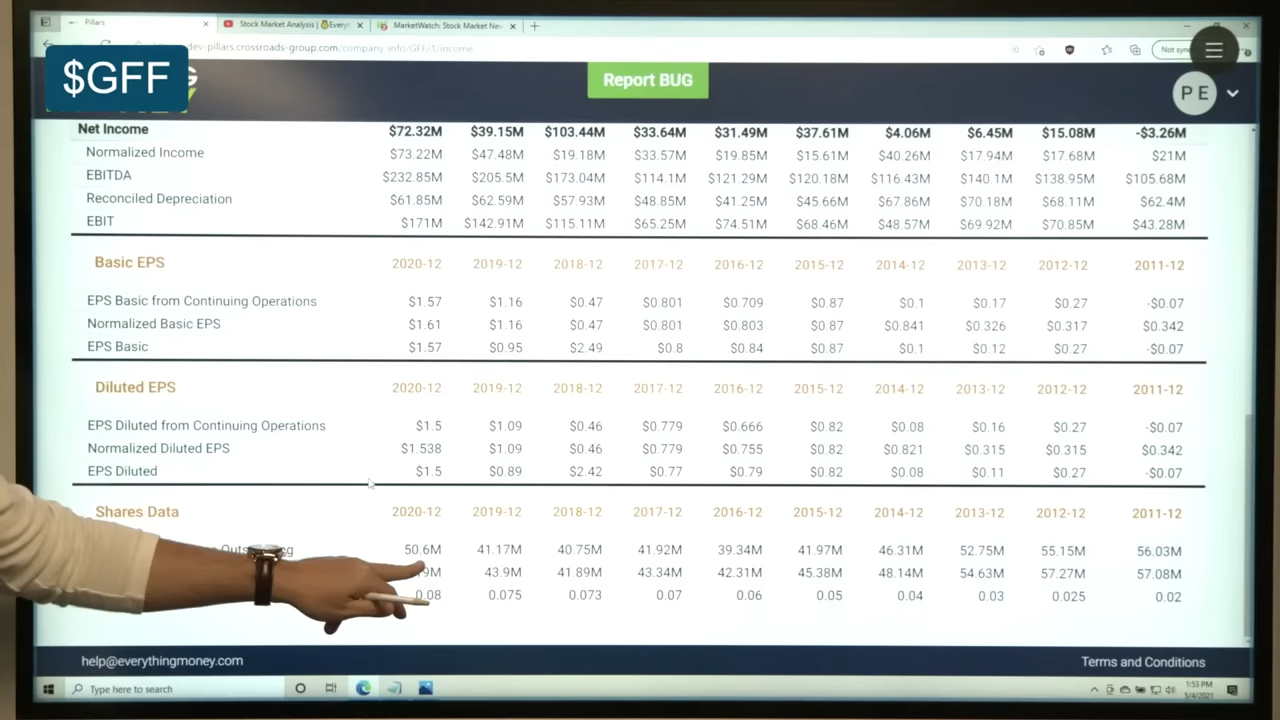 Pillars
Stock Market Analysis | Everyt
MarketWatch: Stock Market Ne
dev-pillars.crossroads-group.com/company-info/GFF/1/income
Not sync
$GFF
G
Report BUG
P E
Net Income $72.32M $39.15M $103.44M $33.64M $31.49M $37.61M $4.06M $6.45M $15.08M -$3.26M
Normalized Income $73.22M $47.48M $19.18M $33.57M $19.85M $15.61M $40.26M $17.94M $17.68M $21M
EBITDA $232.85M $205.5M $173.04M $114.1M $121.29M $120.18M $116.43M $140.1M $138.95M $105.68M
Reconciled Depreciation $61.85M $62.59M $57.93M $48.85M $41.25M $45.66M $67.86M $70.18M $68.11M $62.4M
EBIT $171M $142.91M $115.11M $65.25M $74.51M $68.46M $48.57M $69.92M $70.85M $43.28M
Basic EPS 2020-12 2019-12 2018-12 2017-12 2016-12 2015-12 2014-12 2013-12 2012-12 2011-12
EPS Basic from Continuing Operations $1.57 $1.16 $0.47 $0.801 $0.709 $0.87 $0.1 $0.17 $0.27 -$0.07
Normalized Basic EPS $1.61 $1.16 $0.47 $0.801 $0.803 $0.87 $0.841 $0.326 $0.317 $0.342
EPS Basic $1.57 $0.95 $2.49 $0.8 $0.84 $0.87 $0.1 $0.12 $0.27 -$0.07
Diluted EPS 2020-12 2019-12 2018-12 2017-12 2016-12 2015-12 2014-12 2013-12 2012-12 2011-12
EPS Diluted from Continuing Operations $1.5 $1.09 $0.46 $0.779 $0.666 $0.82 $0.08 $0.16 $0.27 -$0.07
Normalized Diluted EPS $1.538 $1.09 $0.46 $0.779 $0.755 $0.82 $0.821 $0.315 $0.315 $0.342
EPS Diluted $1.5 $0.89 $2.42 $0.77 $0.79 $0.82 $0.08 $0.11 $0.27 -$0.07
Shares Data 2020-12 2019-12 2018-12 2017-12 2016-12 2015-12 2014-12 2013-12 2012-12 2011-12
50.6M 41.17M 40.75M 41.92M 39.34M 41.97M 46.31M 52.75M 55.15M 56.03M
9M 43.9M 41.89M 43.34M 42.31M 45.38M 48.14M 54.63M 57.27M 57.08M
0.08 0.075 0.073 0.07 0.06 0.05 0.04 0.03 0.025 0.02
help@everythingmoney.com
Terms and Conditions
Type here to search
1:53 PM
5/4/2021